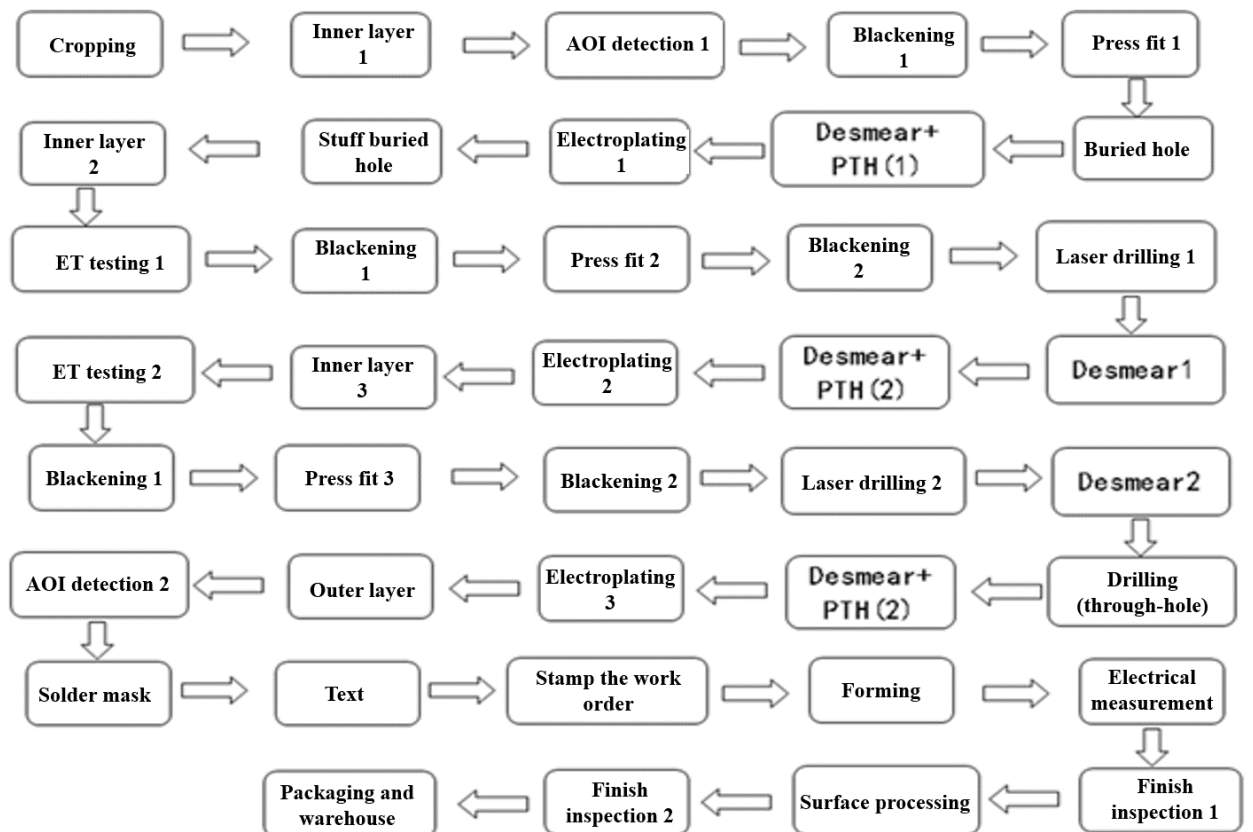 Cropping
Inner layer
1
AOI detection 1
Blackening
1
Press fit 1
Buried hole
Desmear+
PTH(1)
Electroplating
1
Stuff buried
hole
Inner layer
2
ET testing 1
Blackening
1
Press fit 2
Blackening
2
Laser drilling 1
Desmear1
Desmear+
PTH(2)
Electroplating
2
Inner layer
3
ET testing 2
Blackening 1
Press fit 3
Blackening 2
Laser drilling 2
Desmear2
Drilling
(through-hole)
Desmear+
PTH(2)
Electroplating
3
Outer layer
AOI detection 2
Solder mask
Text
Stamp the work
order
Forming
Electrical
measurement
Finish
inspection 1
Surface processing
Finish
inspection 2
Packaging and
warehouse